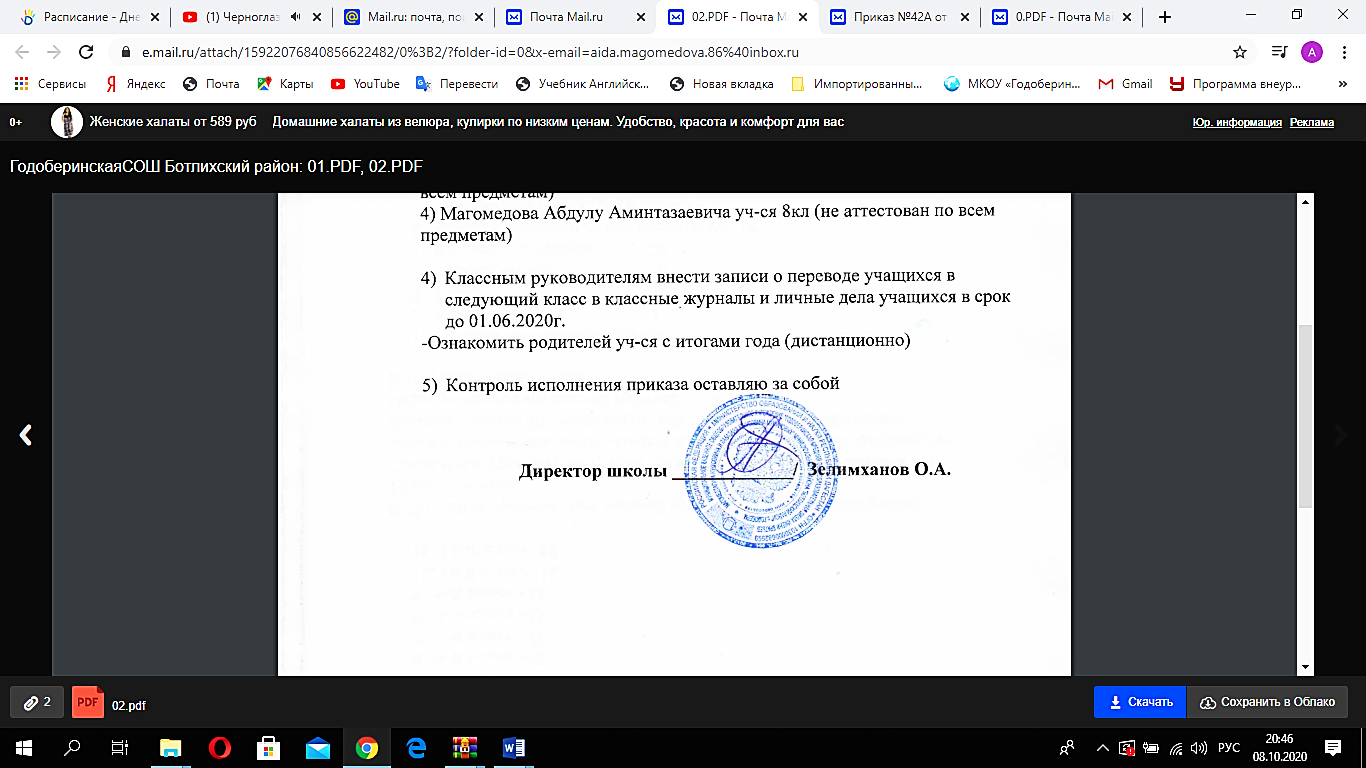 Расписание - Дне
(1) Черноглаз
Mail.ru: почта, по
Почта Mail.ru
02.PDF - Почта M
Приказ №42А от
0.PDF - Почта Mai
e.mail.ru/attach/15922076840856622482/0%3B2/?folder-id=0&x-email=aida.magomedova.86%40inbox.ru
A
Сервисы
Яндекс
Почта
Карты
YouTube
Перевести
Учебник Английск...
Новая вкладка
Импортированны...
МКОУ «Годоберин...
Gmail
Программа внеур...
»
0+
Женские халаты от 589 руб
Домашние халаты из велюра, кулирки по низким ценам. Удобство, красота и комфорт для вас
Юр. информация
Реклама
ГодоберинскаяСОШ Ботлихский район: 01.PDF, 02.PDF
всем предметам)
4) Магомедова Абдулу Аминтазаевича уч-ся 8кл (не аттестован по всем
предметам)
4) Классным руководителям внести записи о переводе учащихся в
следующий класс в классные журналы и личные дела учащихся в срок
до 01.06.2020г.
-Ознакомить родителей уч-ся с итогами года (дистанционно)
5) Контроль исполнения приказа оставляю за собой
Директор школы ____________/ Зелимханов О.А.
2
PDF
02.pdf
Скачать
Сохранить в Облако
РУС
20:46
08.10.2020